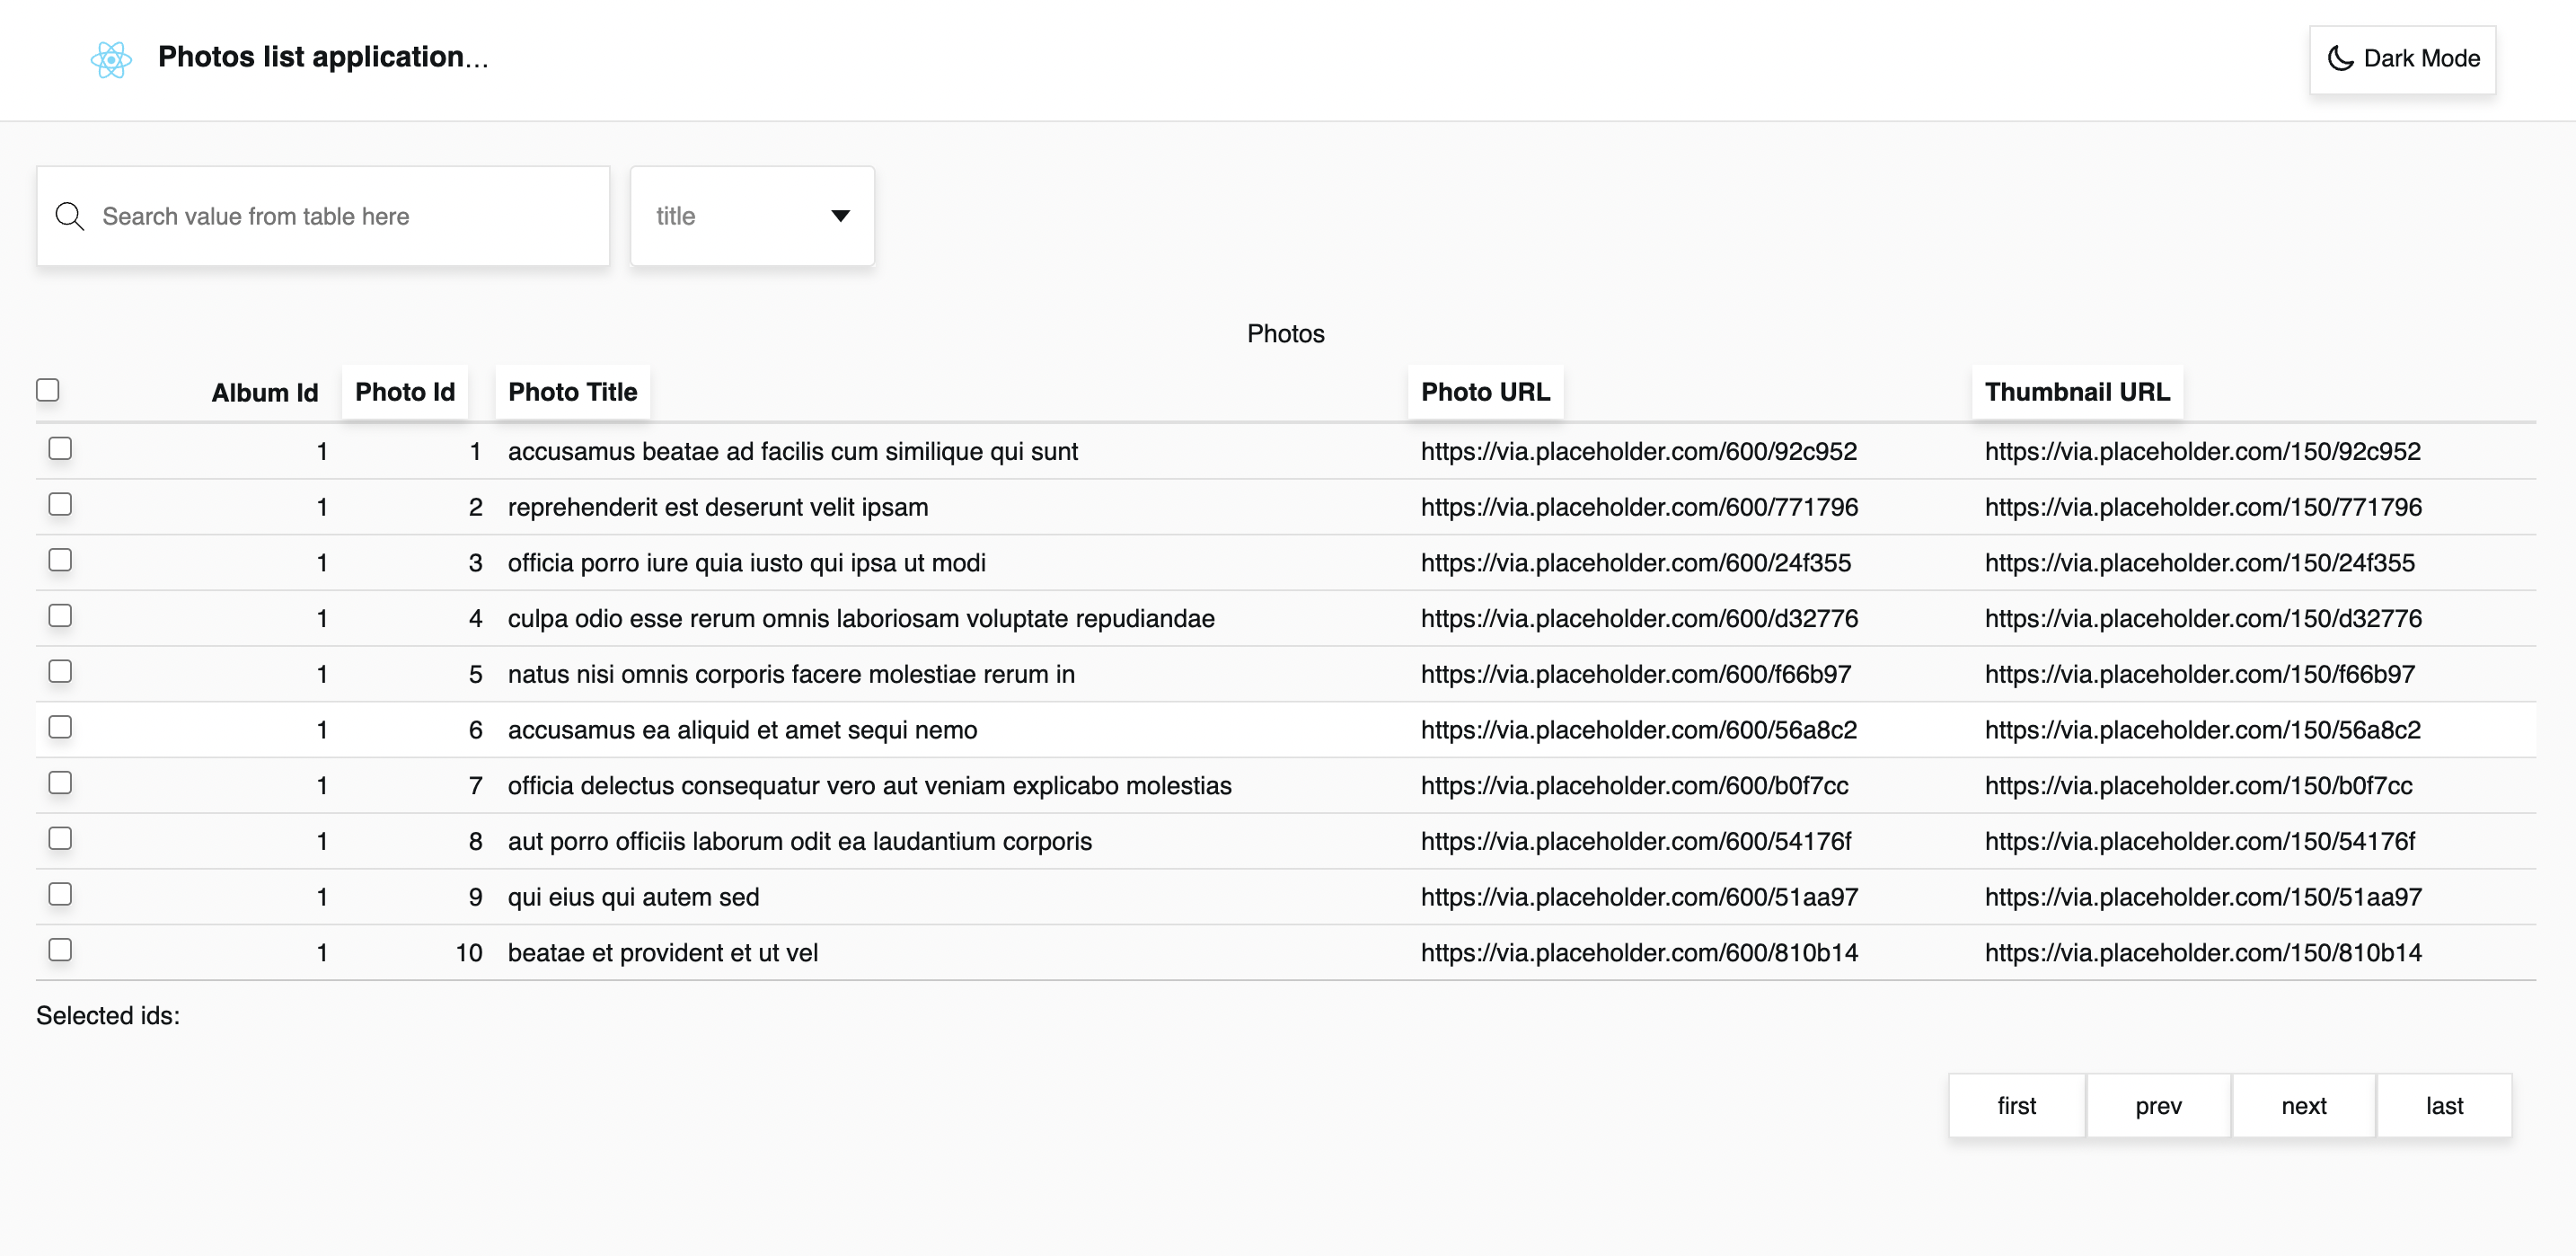 Photos list application...
Dark Mode
Search value from table here
title
Photos
Album Id Photo Id Photo Title Photo URL Thumbnail URL
1 1 accusamus beatae ad facilis cum similique qui sunt https://via.placeholder.com/600/92c952 https://via.placeholder.com/150/92c952
1 2 reprehenderit est deserunt velit ipsam https://via.placeholder.com/600/771796 https://via.placeholder.com/150/771796
1 3 officia porro iure quia iusto qui ipsa ut modi https://via.placeholder.com/600/24f355 https://via.placeholder.com/150/24f355
1 4 culpa odio esse rerum omnis laboriosam voluptate repudiandae https://via.placeholder.com/600/d32776 https://via.placeholder.com/150/d32776
1 5 natus nisi omnis corporis facere molestiae rerum in https://via.placeholder.com/600/f66b97 https://via.placeholder.com/150/f66b97
1 6 accusamus ea aliquid et amet sequi nemo https://via.placeholder.com/600/56a8c2 https://via.placeholder.com/150/56a8c2
1 7 officia delectus consequatur vero aut veniam explicabo molestias https://via.placeholder.com/600/b0f7cc https://via.placeholder.com/150/b0f7cc
1 8 aut porro officiis laborum odit ea laudantium corporis https://via.placeholder.com/600/54176f https://via.placeholder.com/150/54176f
1 9 qui eius qui autem sed https://via.placeholder.com/600/51aa97 https://via.placeholder.com/150/51aa97
1 10 beatae et provident et ut vel https://via.placeholder.com/600/810b14 https://via.placeholder.com/150/810b14
Selected ids:
first prev next last